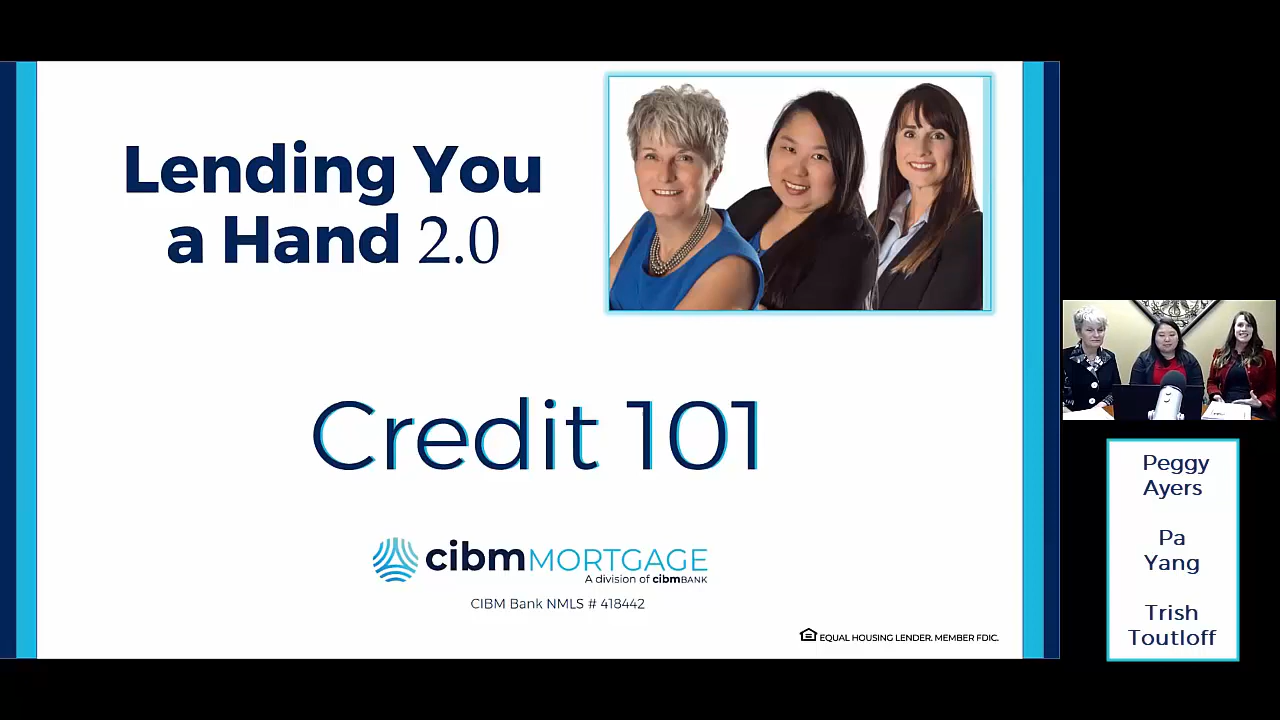 Lending You
a Hand 2.0
Credit 101
cibm MORTGAGE
A division of cibm BANK
CIBM Bank NMLS # 418442
EQUAL HOUSING LENDER. MEMBER FDIC.
Peggy
Ayers
Pa
Yang
Trish
Toutloff